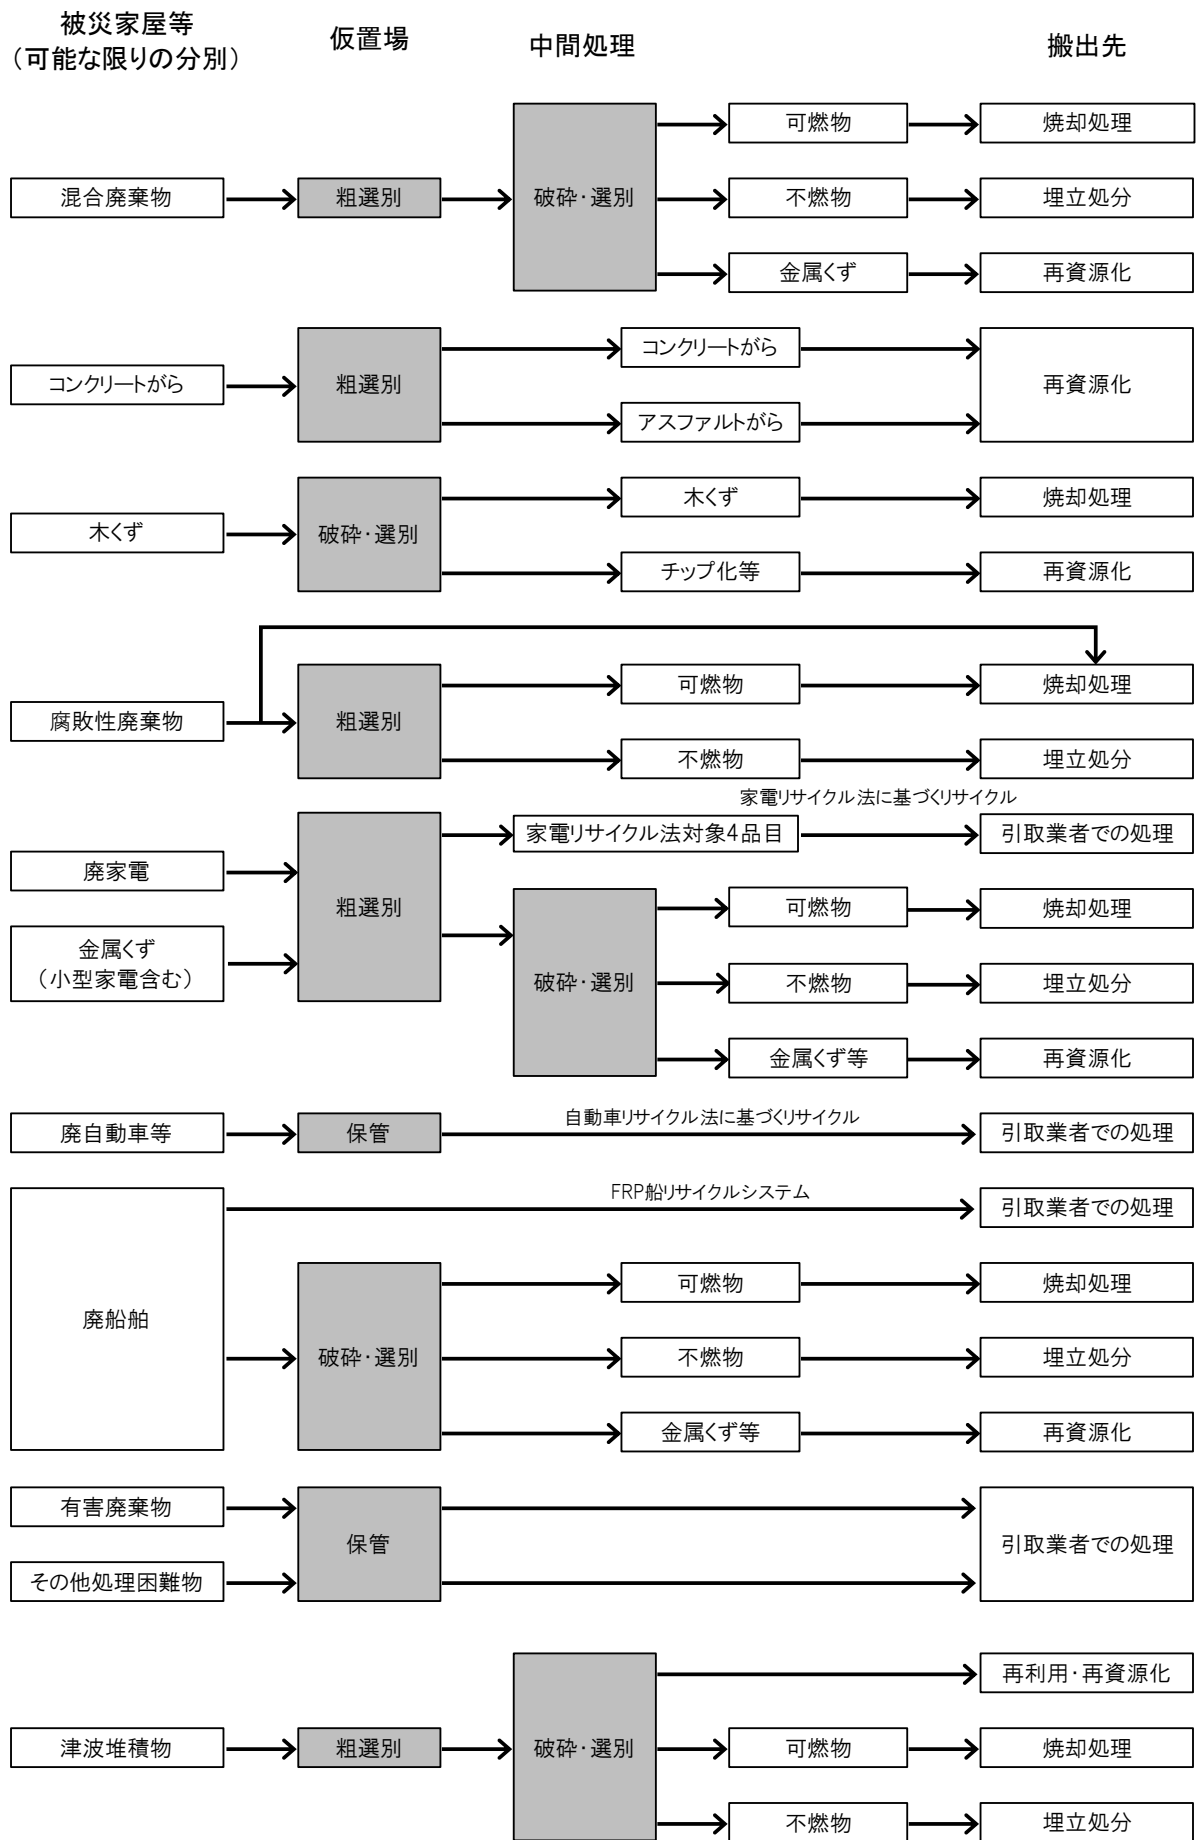 被災家屋等
（可能な限りの分別）
仮置場
中間処理
搬出先
可燃物
焼却処理
混合廃棄物
粗選別
破砕・選別
不燃物
埋立処分
金属くず
再資源化
コンクリートがら
粗選別
コンクリートがら
アスファルトがら
再資源化
木くず
破砕・選別
木くず
焼却処理
チップ化等
再資源化
腐敗性廃棄物
粗選別
可燃物
焼却処理
不燃物
埋立処分
家電リサイクル法に基づくリサイクル
廃家電
金属くず
（小型家電含む）
粗選別
家電リサイクル法対象4品目
引取業者での処理
破砕・選別
可燃物
焼却処理
不燃物
埋立処分
金属くず等
再資源化
廃自動車等
保管
自動車リサイクル法に基づくリサイクル
引取業者での処理
廃船舶
FRP船リサイクルシステム
引取業者での処理
破砕・選別
可燃物
焼却処理
不燃物
埋立処分
金属くず等
再資源化
有害廃棄物
その他処理困難物
保管
引取業者での処理
津波堆積物
粗選別
破砕・選別
再利用・再資源化
可燃物
焼却処理
不燃物
埋立処分